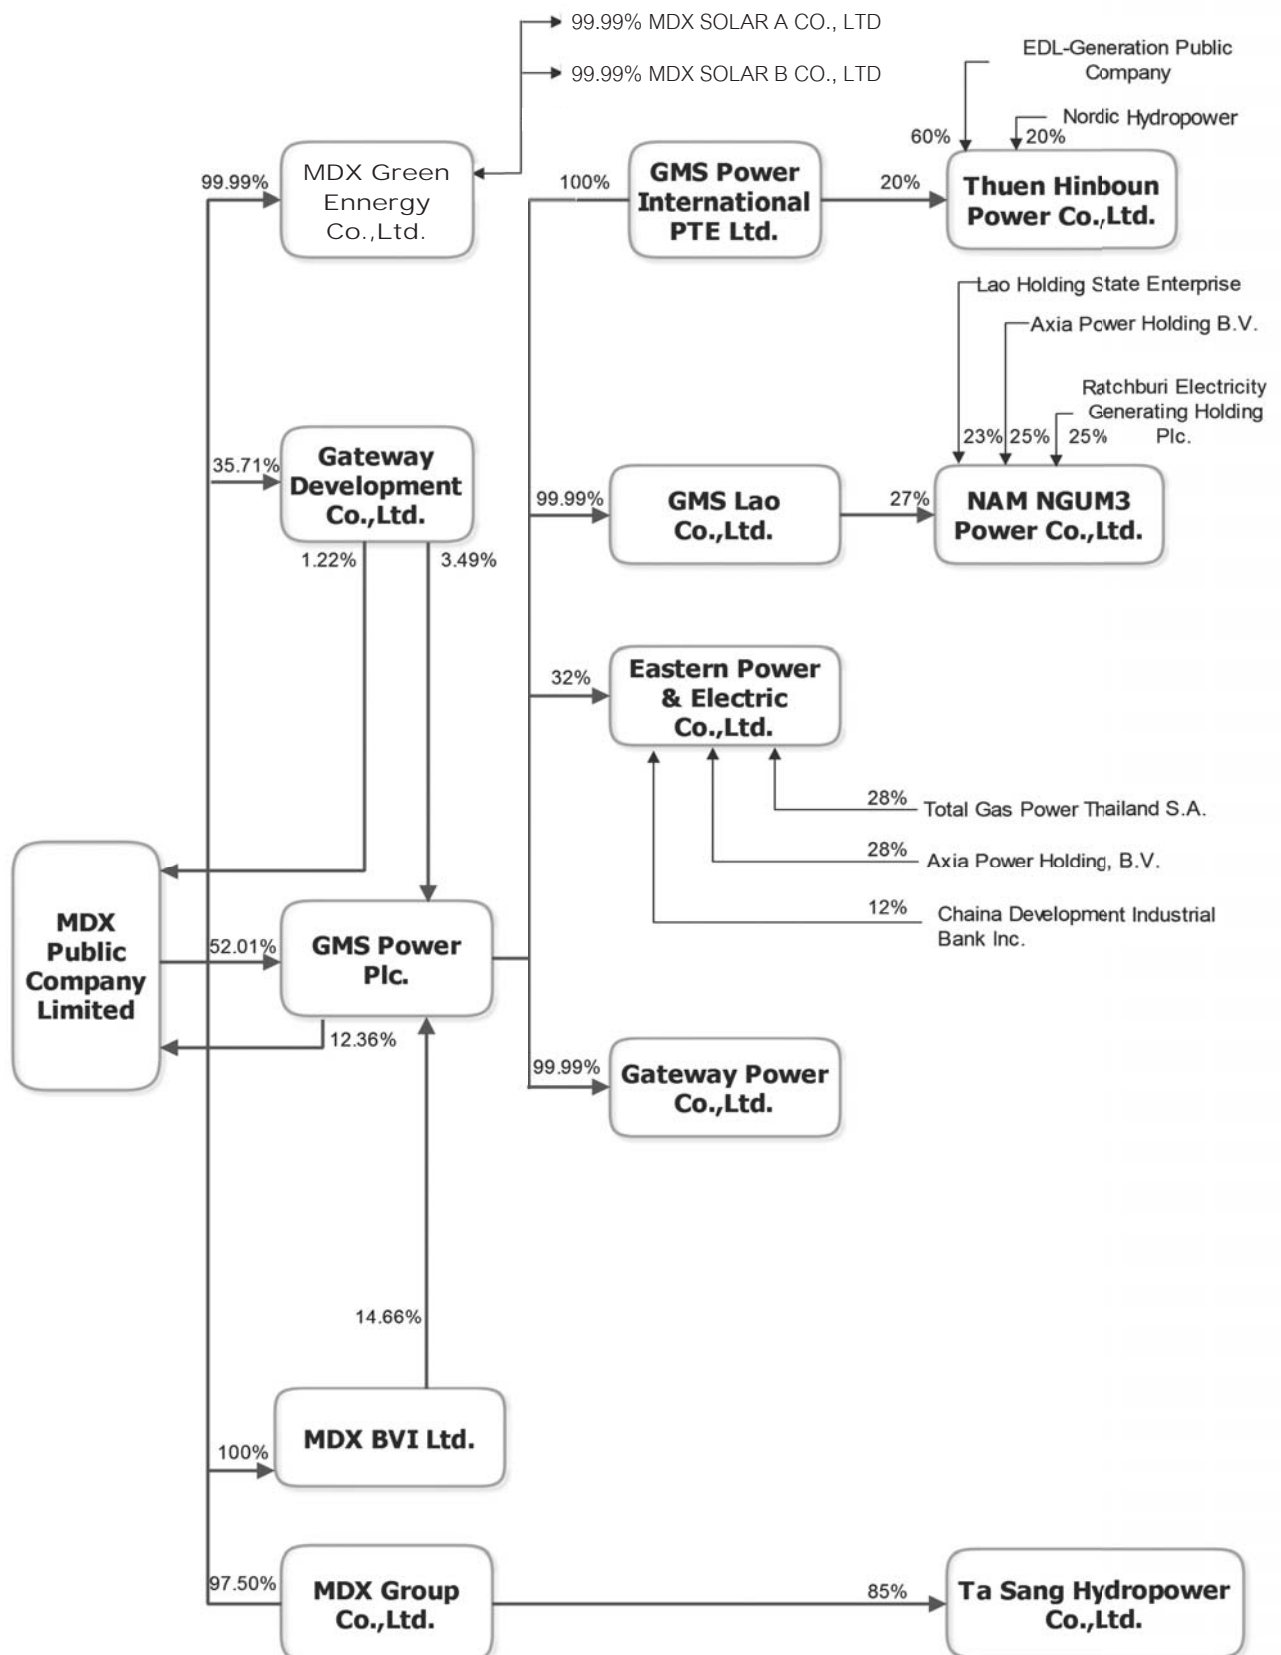 99.99% MDX SOLAR A CO., LTD
99.99% MDX SOLAR B CO., LTD
EDL-Generation Public
Company
Nordic Hydropower
60%
20%
99.99%
MDX Green
Ennergy
Co.,Ltd.
100%
GMS Power
International
PTE Ltd.
20%
Thuen Hinboun
Power Co.,Ltd.
Lao Holding State Enterprise
Axia Power Holding B.V.
Ratchburi Electricity
Generating Holding
Plc.
23%
25%
25%
35.71%
Gateway
Development
Co.,Ltd.
99.99%
GMS Lao
Co.,Ltd.
27%
NAM NGUM3
Power Co.,Ltd.
1.22%
3.49%
32%
Eastern Power
& Electric
Co.,Ltd.
28%
Total Gas Power Thailand S.A.
28%
Axia Power Holding, B.V.
12%
Chaina Development Industrial
Bank Inc.
MDX
Public
Company
Limited
52.01%
GMS Power
Plc.
12.36%
99.99%
Gateway Power
Co.,Ltd.
14.66%
100%
MDX BVI Ltd.
97.50%
MDX Group
Co.,Ltd.
85%
Ta Sang Hydropower
Co.,Ltd.